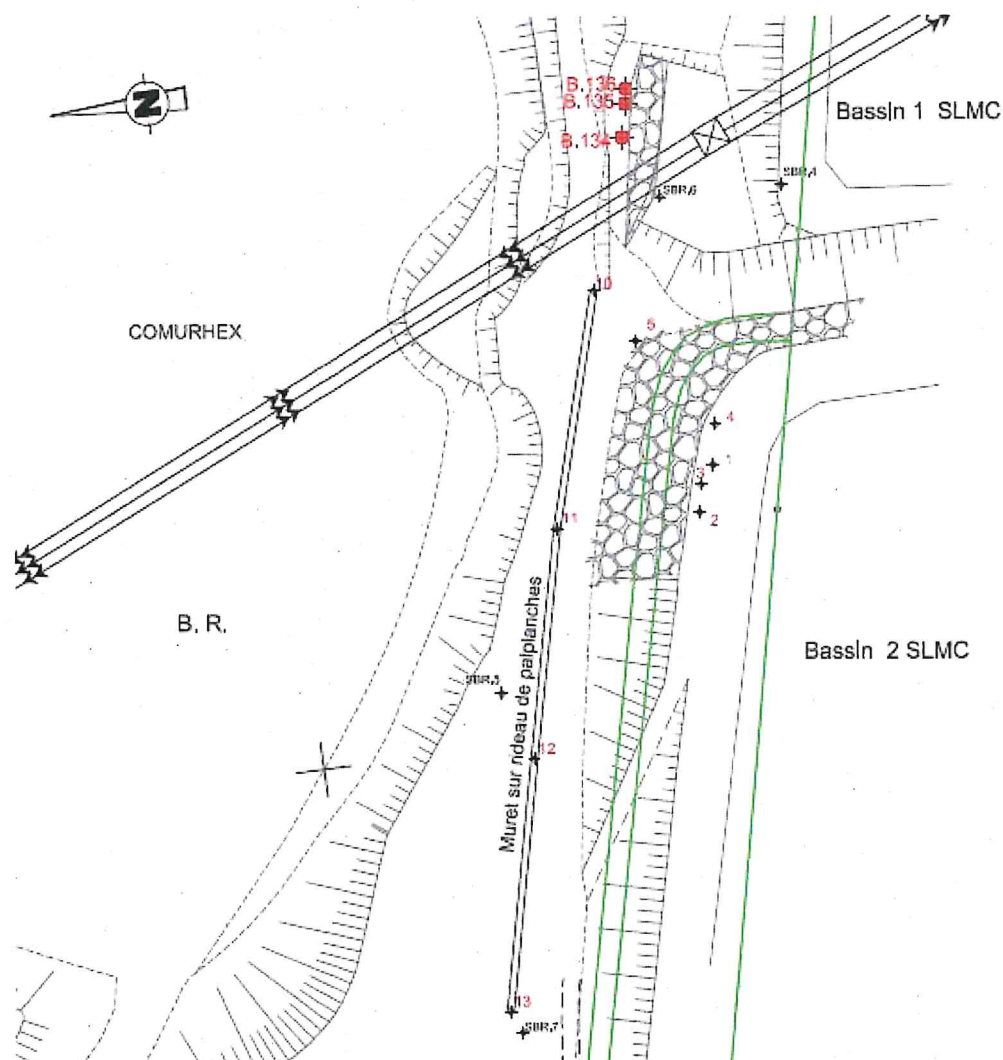 N
B.136
B.135
B.134
Bassin 1 SLMC
SBR.6
SBR.4
10
COMURHEX
5
4
1
3
2
11
B. R.
Bassin 2 SLMC
SBR.5
Muret sur rideau de palplanches
12
13
SBR.7